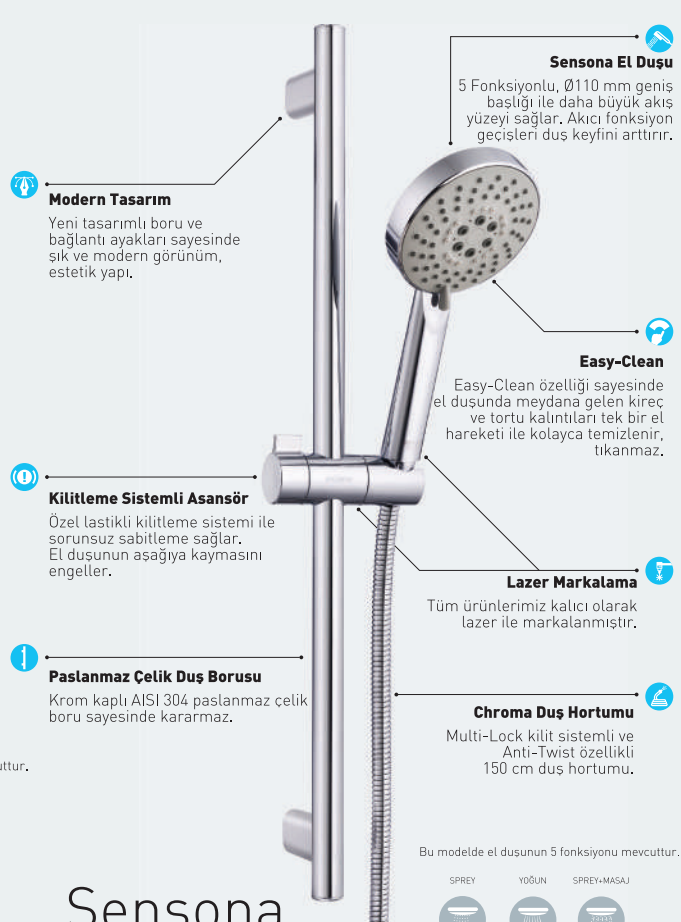 Sensona El Duşu
5 Fonksiyonlu, Ø110 mm geniş
başlığı ile daha büyük akış
yüzeyi sağlar. Akıcı fonksiyon
geçişleri duş keyfini arttırır.
Modern Tasarım
Yeni tasarımlı boru ve
bağlantı ayakları sayesinde
şık ve modern görünüm,
estetik yapı.
Easy-Clean
Easy-Clean özelliği sayesinde
el duşunda meydana gelen kireç
ve tortu kalıntıları tek bir el
hareketi ile kolayca temizlenir,
tıkanmaz.
Kilitleme Sistemli Asansör
Özel lastikli kilitleme sistemi ile
sorunsuz sabitleme sağlar.
El duşunun aşağıya kaymasını
engeller.
Lazer Markalama
Tüm ürünlerimiz kalıcı olarak
lazer ile markalanmıştır.
Paslanmaz Çelik Duş Borusu
Krom kaplı AISI 304 paslanmaz çelik
boru sayesinde kararmaz.
Chroma Duş Hortumu
Multi-Lock kilit sistemli ve
Anti-Twist özellikli
150 cm duş hortumu.
uttur.
Bu modelde el duşunun 5 fonksiyonu mevcuttur.
SPREY YOĞUN SPREY+MASAJ
Sensona